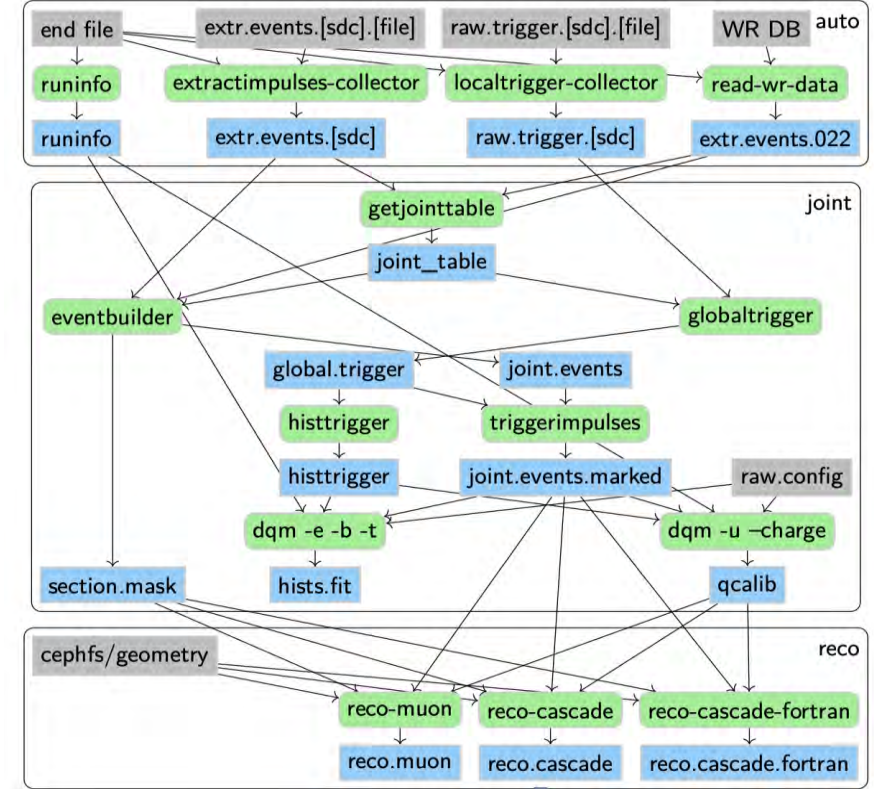 auto
end file
extr.events.[sdc].[file]
raw.trigger.[sdc].[file]
WR DB
runinfo
extractimpulses-collector
localtrigger-collector
read-wr-data
runinfo
extr.events.[sdc]
raw.trigger.[sdc]
extr.events.022
joint
getjointtable
joint_table
eventbuilder
globaltrigger
global.trigger
joint.events
histtrigger
triggerimpulses
histtrigger
joint.events.marked
raw.config
dqm -e -b -t
dqm -u –charge
section.mask
hists.fit
qcalib
reco
cephfs/geometry
reco-muon
reco-cascade
reco-cascade-fortran
reco.muon
reco.cascade
reco.cascade.fortran